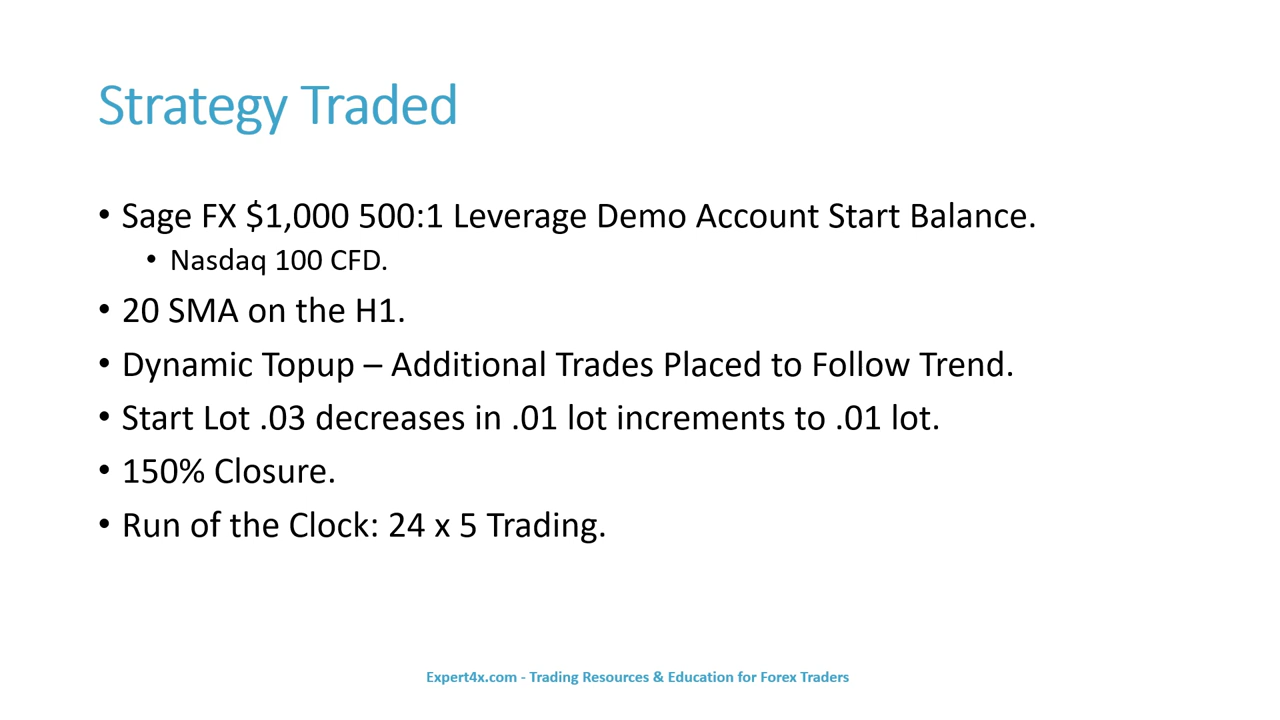 Strategy Traded
• Sage FX $1,000 500:1 Leverage Demo Account Start Balance.
• Nasdaq 100 CFD.
• 20 SMA on the H1.
• Dynamic Topup – Additional Trades Placed to Follow Trend.
• Start Lot .03 decreases in .01 lot increments to .01 lot.
• 150% Closure.
• Run of the Clock: 24 x 5 Trading.
Expert4x.com - Trading Resources & Education for Forex Traders